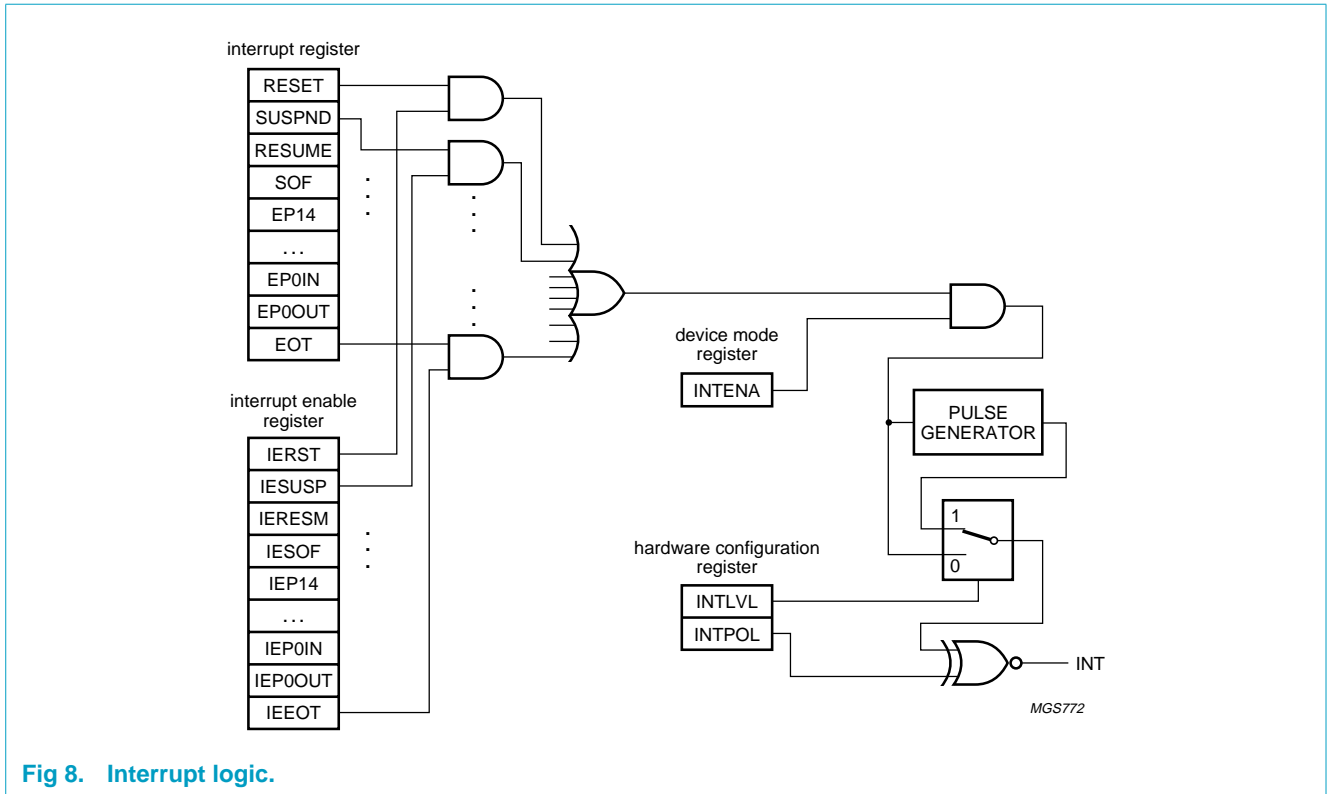 interrupt register
RESET
SUSPND
RESUME
SOF
EP14
...
EP0IN
EP0OUT
EOT
interrupt enable
register
IERST
IESUSP
IERESM
IESOF
IEP14
...
IEP0IN
IEP0OUT
IEEOT
device mode
register
INTENA
PULSE
GENERATOR
1
0
hardware configuration
register
INTLVL
INTPOL
INT
MGS772
Fig 8. Interrupt logic.